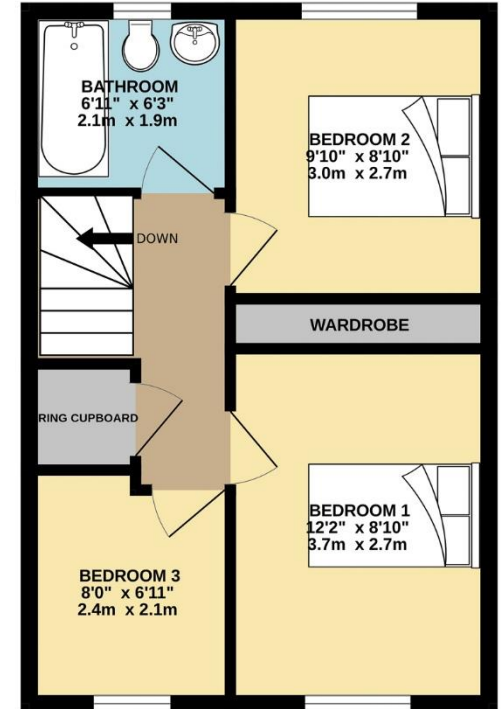 BATHROOM
6'11" x 6'3"
2.1m x 1.9m
BEDROOM 2
9'10" x 8'10"
3.0m x 2.7m
DOWN
WARDROBE
RING CUPBOARD
BEDROOM 1
12'2" x 8'10"
3.7m x 2.7m
BEDROOM 3
8'0" x 6'11"
2.4m x 2.1m